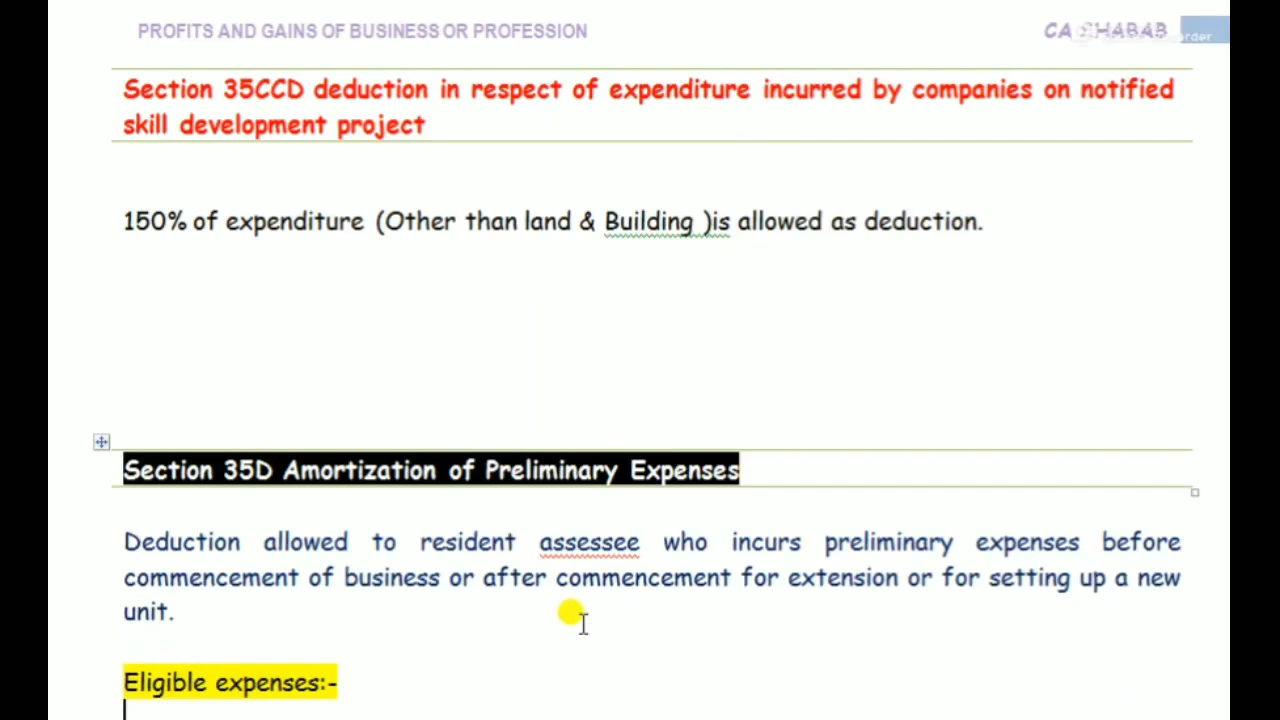 PROFITS AND GAINS OF BUSINESS OR PROFESSION CA SHABAB
Section 35CCD deduction in respect of expenditure incurred by companies on notified
skill development project
150% of expenditure (Other than land & Building )is allowed as deduction.
Section 35D Amortization of Preliminary Expenses
Deduction allowed to resident assessee who incurs preliminary expenses before
commencement of business or after commencement for extension or for setting up a new
unit.
Eligible expenses:-